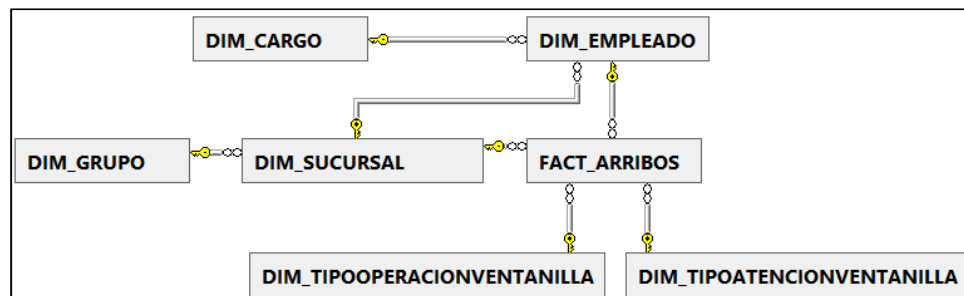 DIM_CARGO
DIM_EMPLEADO
DIM_GRUPO
DIM_SUCURSAL
FACT_ARRIBOS
DIM_TIPOOPERACIONVENTANILLA
DIM_TIPOATENCIONVENTANILLA